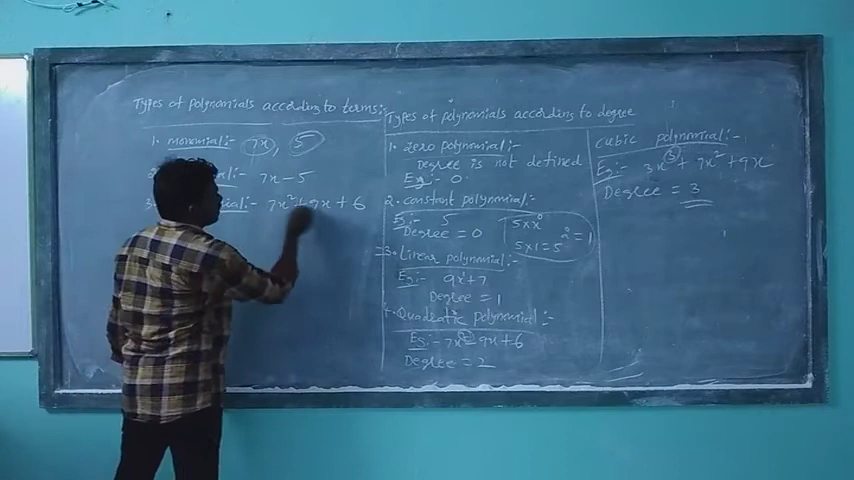 Types of polynomials according to terms:-
1. monomial:- 7x, 5
:- 7x - 5
3. :- 7x² + 9x + 6
Types of polynomials according to degree
1. zero polynomial:-
Degree is not defined
Eg:- 0
2. constant polynomial:-
Eg:- 5
Degree = 0
5 x x⁰
5 x 1 = 5
a⁰ = 1
3. Linear polynomial:-
Eg:- 9x¹ + 7
Degree = 1
4. Quadratic polynomial:-
Eg:- 7x² - 9x + 6
Degree = 2
cubic polynomial:-
Eg:- 3x³ + 7x² + 9x
Degree = 3